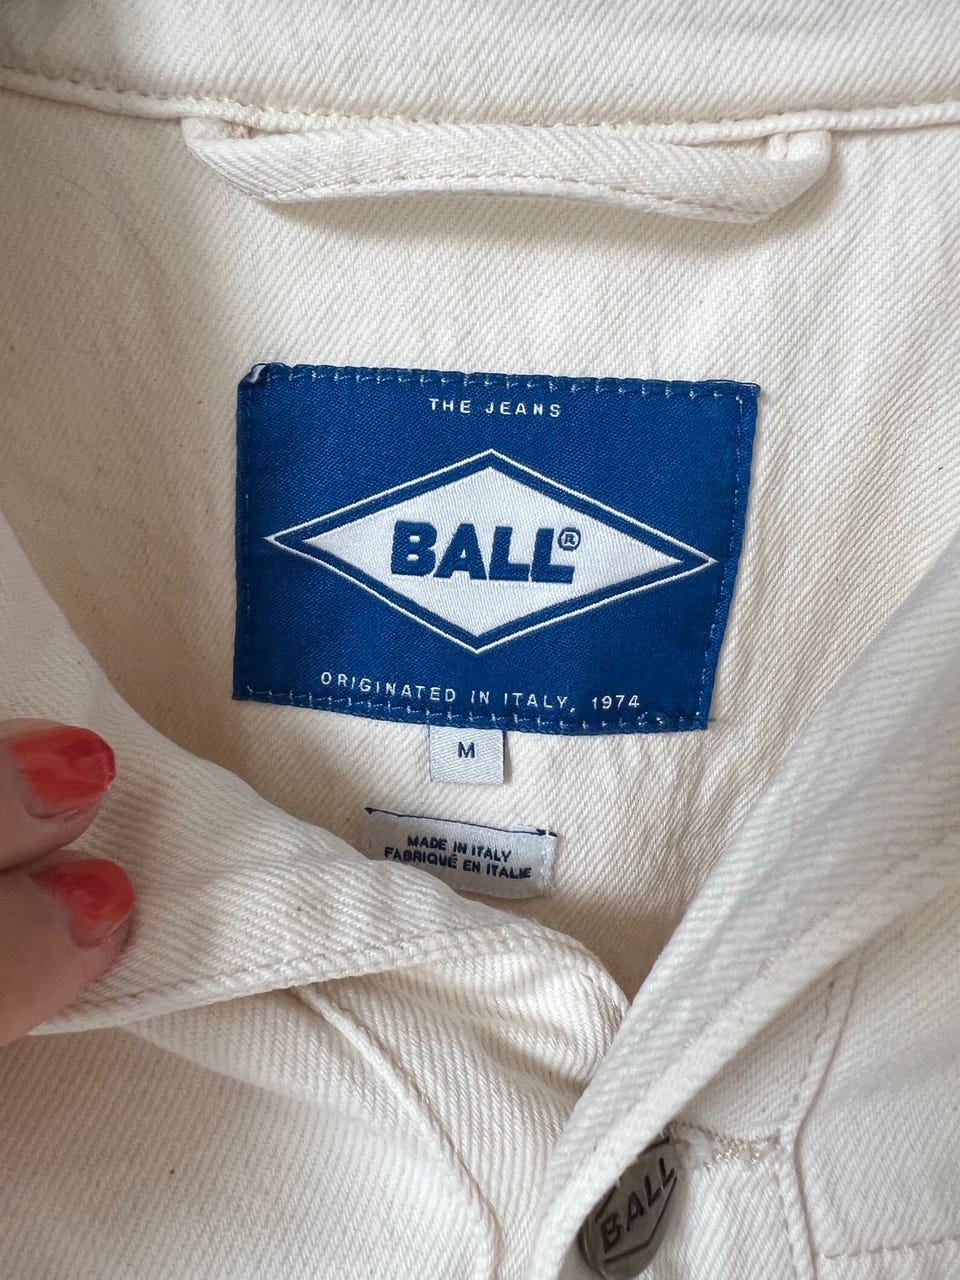 THE JEANS
BALL®
ORIGINATED IN ITALY, 1974
M
MADE IN ITALY
FABRIQUÉ EN ITALIE
BALL